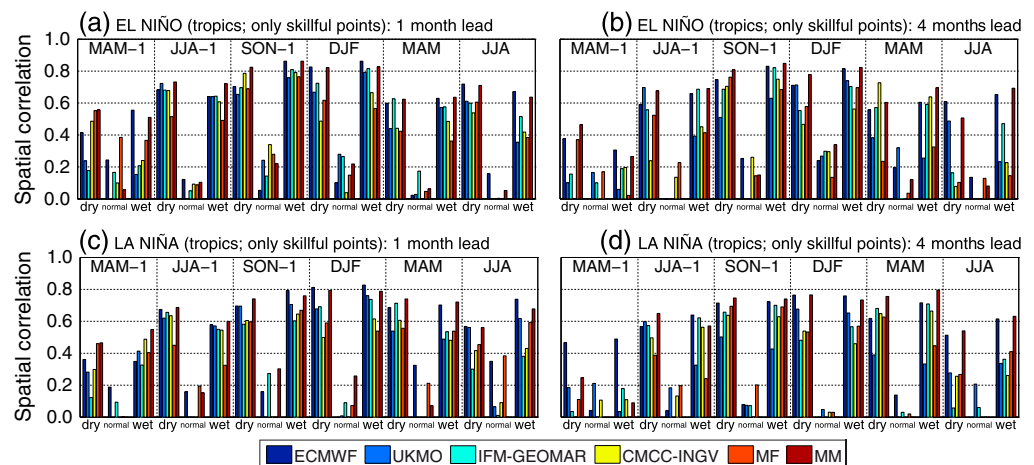 (a) EL NIÑO (tropics; only skillful points): 1 month lead
(b) EL NIÑO (tropics; only skillful points): 4 months lead
Spatial correlation
1.0
0.8
0.6
0.4
0.2
0.0
MAM−1 JJA−1 SON−1 DJF MAM JJA
MAM−1 JJA−1 SON−1 DJF MAM JJA
dry normal wet dry normal wet dry normal wet dry normal wet dry normal wet dry normal wet
dry normal wet dry normal wet dry normal wet dry normal wet dry normal wet dry normal wet
(c) LA NIÑA (tropics; only skillful points): 1 month lead
(d) LA NIÑA (tropics; only skillful points): 4 months lead
Spatial correlation
1.0
0.8
0.6
0.4
0.2
0.0
MAM−1 JJA−1 SON−1 DJF MAM JJA
MAM−1 JJA−1 SON−1 DJF MAM JJA
dry normal wet dry normal wet dry normal wet dry normal wet dry normal wet dry normal wet
dry normal wet dry normal wet dry normal wet dry normal wet dry normal wet dry normal wet
ECMWF UKMO IFM-GEOMAR CMCC-INGV MF MM